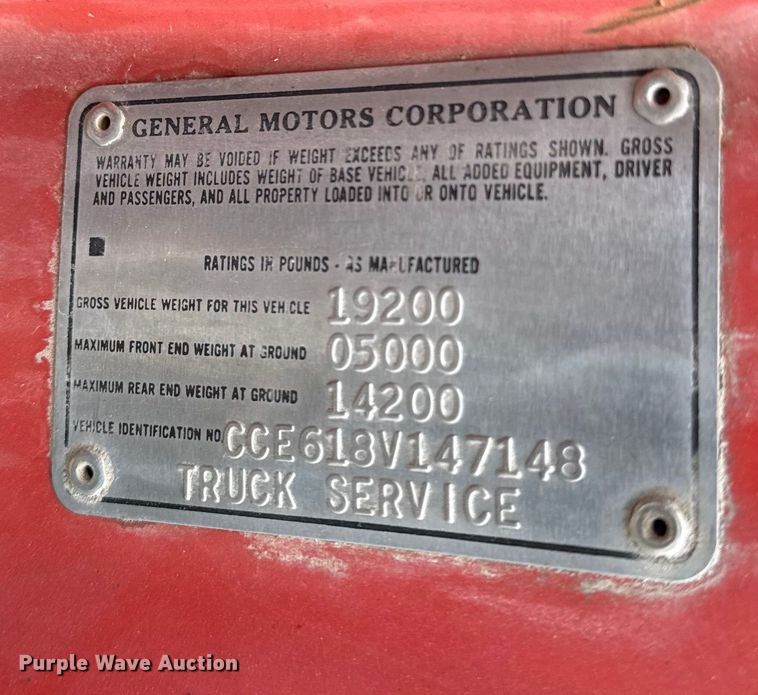 GENERAL MOTORS CORPORATION
WARRANTY MAY BE VOIDED IF WEIGHT EXCEEDS ANY OF RATINGS SHOWN. GROSS
VEHICLE WEIGHT INCLUDES WEIGHT OF BASE VEHICLE, ALL ADDED EQUIPMENT, DRIVER
AND PASSENGERS, AND ALL PROPERTY LOADED INTO OR ONTO VEHICLE.
RATINGS IN POUNDS - AS MANUFACTURED
GROSS VEHICLE WEIGHT FOR THIS VEHICLE 19200
MAXIMUM FRONT END WEIGHT AT GROUND 05000
MAXIMUM REAR END WEIGHT AT GROUND 14200
VEHICLE IDENTIFICATION NO. CCE618V147148
TRUCK SERVICE
Purple Wave Auction